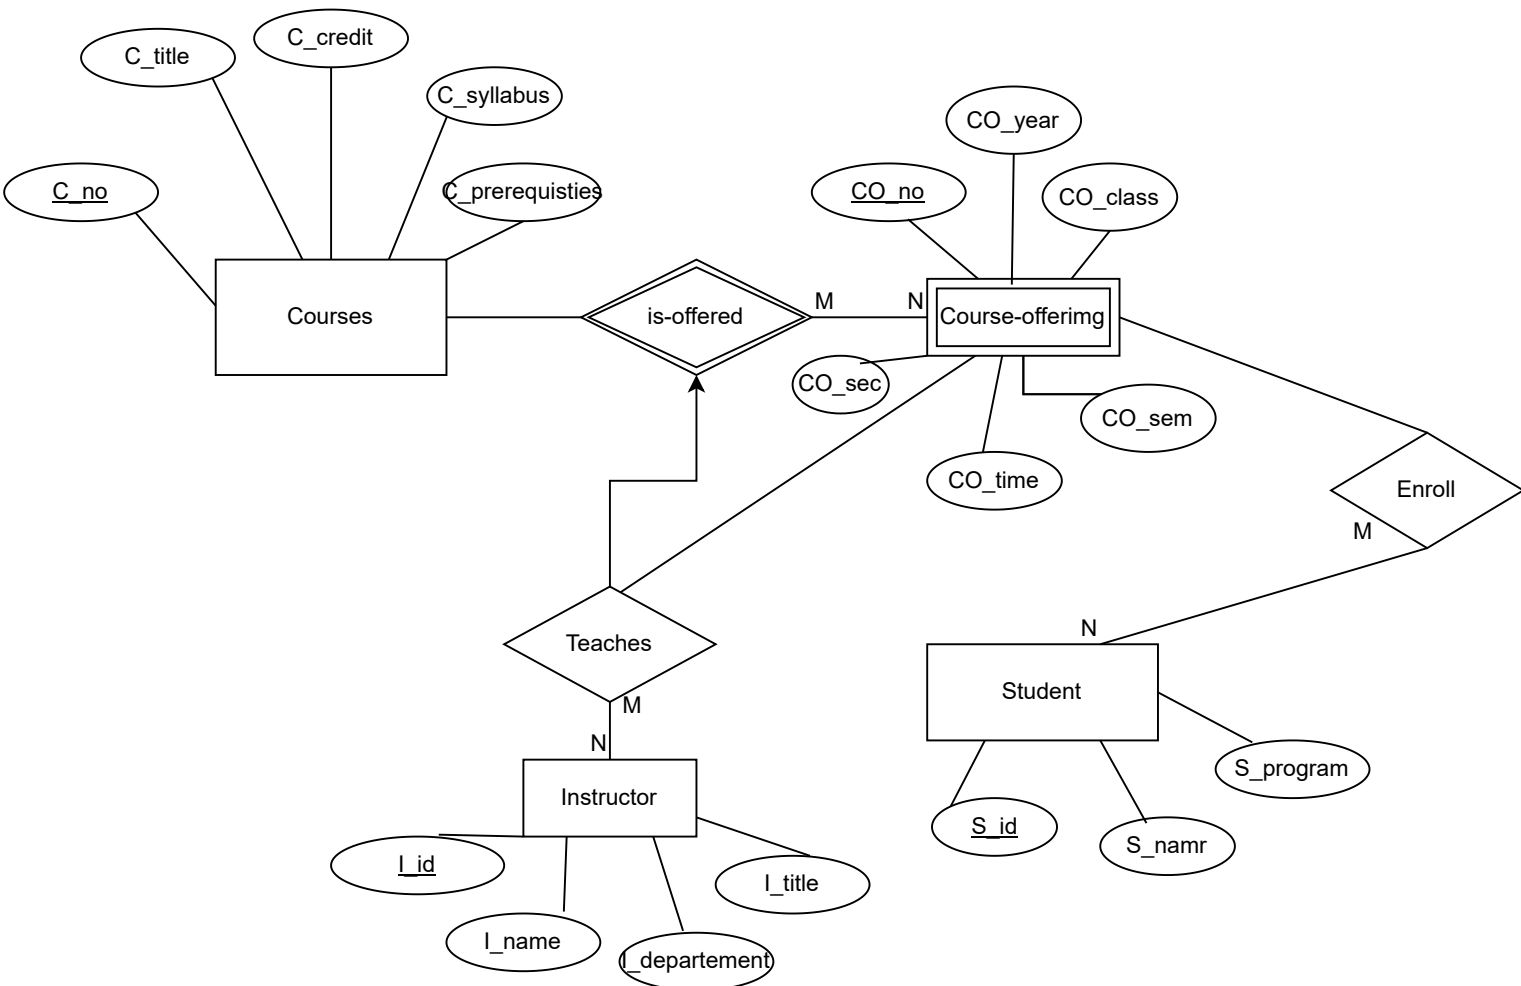 C_title
C_credit
C_syllabus
C_no
C_prerequisties
CO_year
CO_no
CO_class
Courses
is-offered
M
N
Course-offerimg
CO_sec
CO_sem
CO_time
Enroll
M
Teaches
N
M
Student
N
Instructor
S_program
I_id
S_id
S_namr
I_title
I_name
I_departement